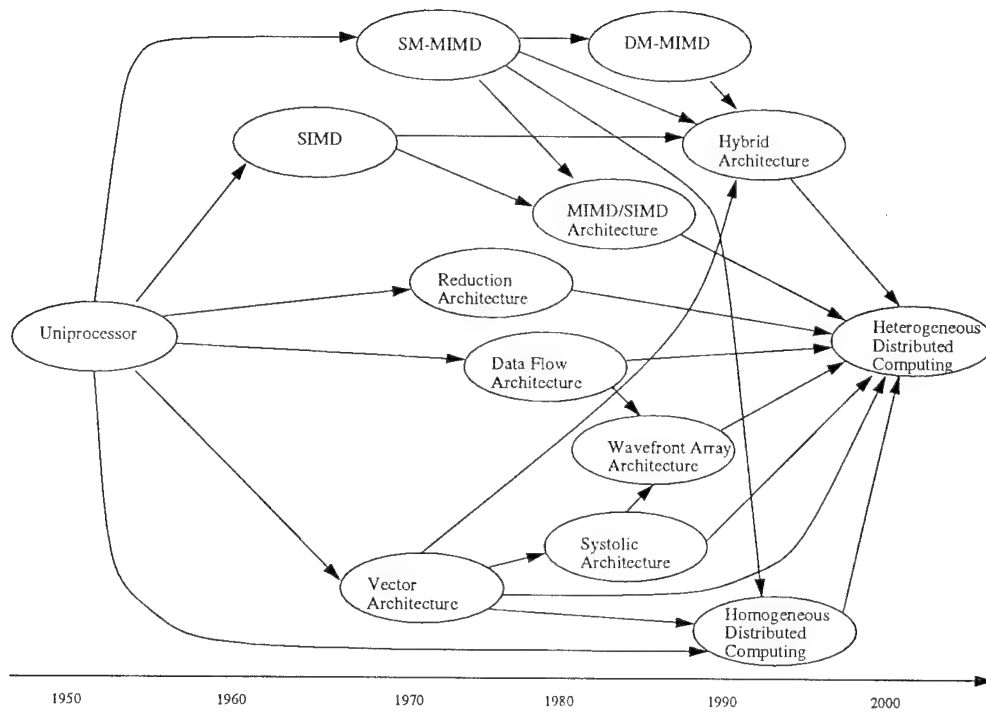 SM-MIMD
DM-MIMD
SIMD
Hybrid
Architecture
MIMD/SIMD
Architecture
Reduction
Architecture
Uniprocessor
Heterogeneous
Distributed
Computing
Data Flow
Architecture
Wavefront Array
Architecture
Systolic
Architecture
Vector
Architecture
Homogeneous
Distributed
Computing
1950 1960 1970 1980 1990 2000